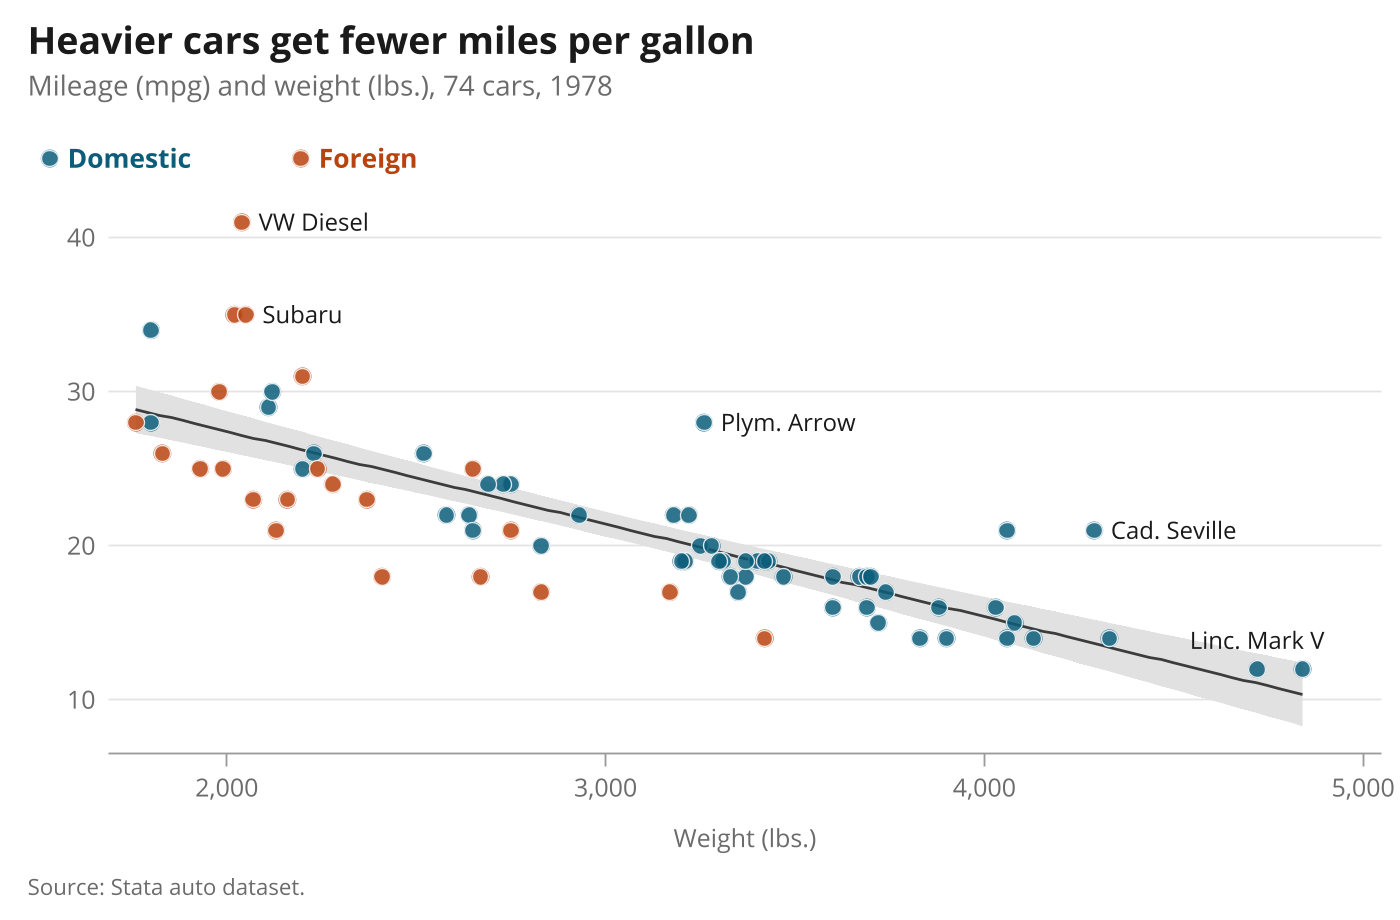 Heavier cars get fewer miles per gallon
Mileage (mpg) and weight (lbs.), 74 cars, 1978
Domestic Foreign
VW Diesel
40
Subaru
30
Plym. Arrow
Cad. Seville
20
Linc. Mark V
10
2,000 3,000 4,000 5,000
Weight (lbs.)
Source: Stata auto dataset.